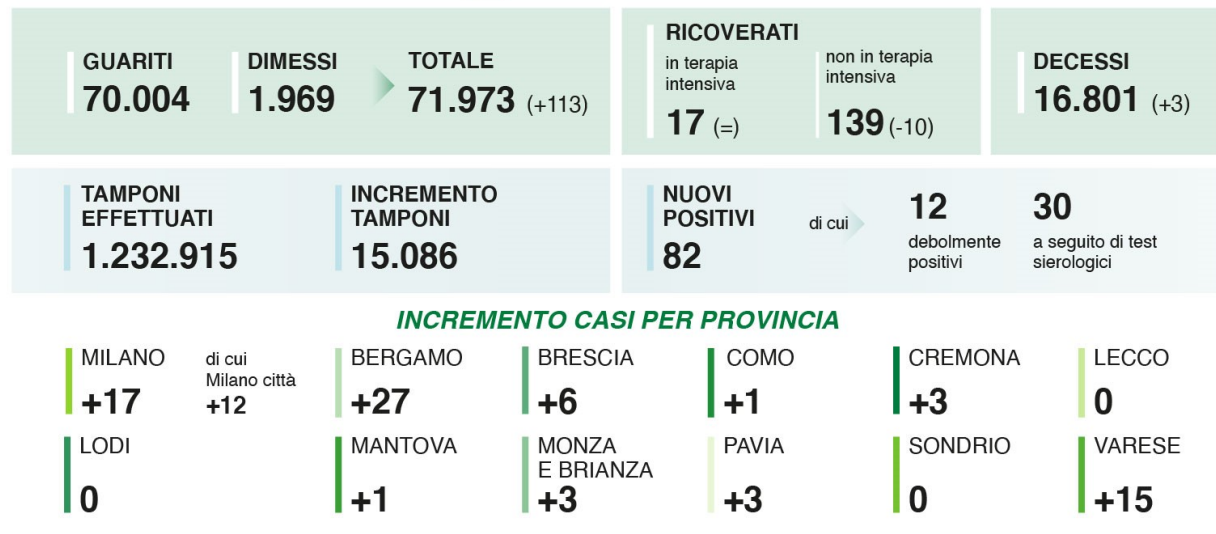 GUARITI
70.004
DIMESSI
1.969
TOTALE
71.973 (+113)
RICOVERATI
in terapia
intensiva
17 (=)
non in terapia
intensiva
139 (-10)
DECESSI
16.801 (+3)
TAMPONI
EFFETTUATI
1.232.915
INCREMENTO
TAMPONI
15.086
NUOVI
POSITIVI
82
di cui
12
debolmente
positivi
30
a seguito di test
sierologici
INCREMENTO CASI PER PROVINCIA
MILANO
+17
di cui
Milano città
+12
BERGAMO
+27
BRESCIA
+6
COMO
+1
CREMONA
+3
LECCO
0
LODI
0
MANTOVA
+1
MONZA
E BRIANZA
+3
PAVIA
+3
SONDRIO
0
VARESE
+15